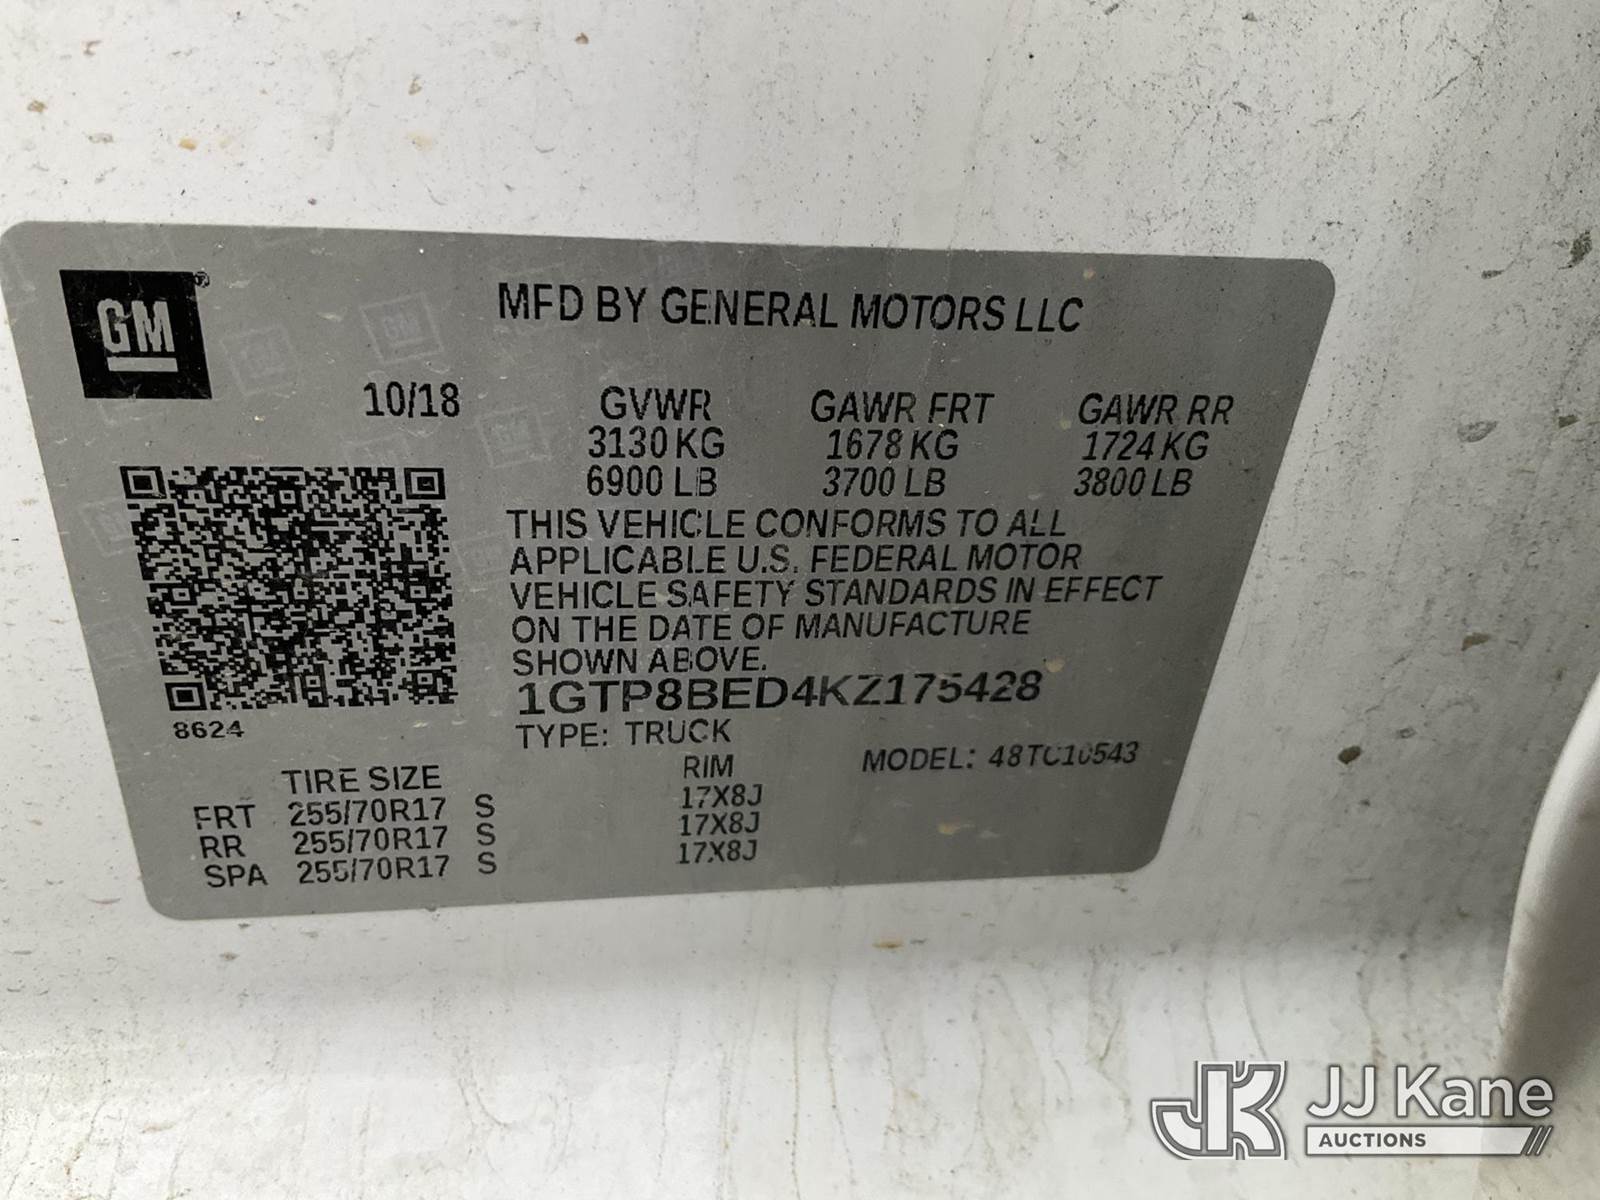 GM
MFD BY GENERAL MOTORS LLC
10/18 GVWR GAWR FRT GAWR RR
3130 KG 1678 KG 1724 KG
6900 LB 3700 LB 3800 LB
THIS VEHICLE CONFORMS TO ALL
APPLICABLE U.S. FEDERAL MOTOR
VEHICLE SAFETY STANDARDS IN EFFECT
ON THE DATE OF MANUFACTURE
SHOWN ABOVE.
1GTP8BED4KZ175428
8624
TYPE: TRUCK
MODEL: 48TC10543
TIRE SIZE RIM
FRT 255/70R17 S 17X8J
RR 255/70R17 S 17X8J
SPA 255/70R17 S 17X8J
JK JJ Kane
AUCTIONS